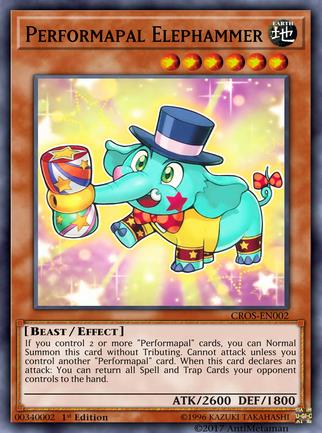 PERFORMAPAL ELEPHAMMER
EARTH
地
CROS-EN002
[BEAST / EFFECT]
If you control 2 or more "Performapal" cards, you can Normal
Summon this card without Tributing. Cannot attack unless you
control another "Performapal" card. When this card declares an
attack: You can return all Spell and Trap Cards your opponent
controls to the hand.
ATK/2600 DEF/1800
00340002 1st Edition ©1996 KAZUKI TAKAHASHI
©2017 AntiMetaman